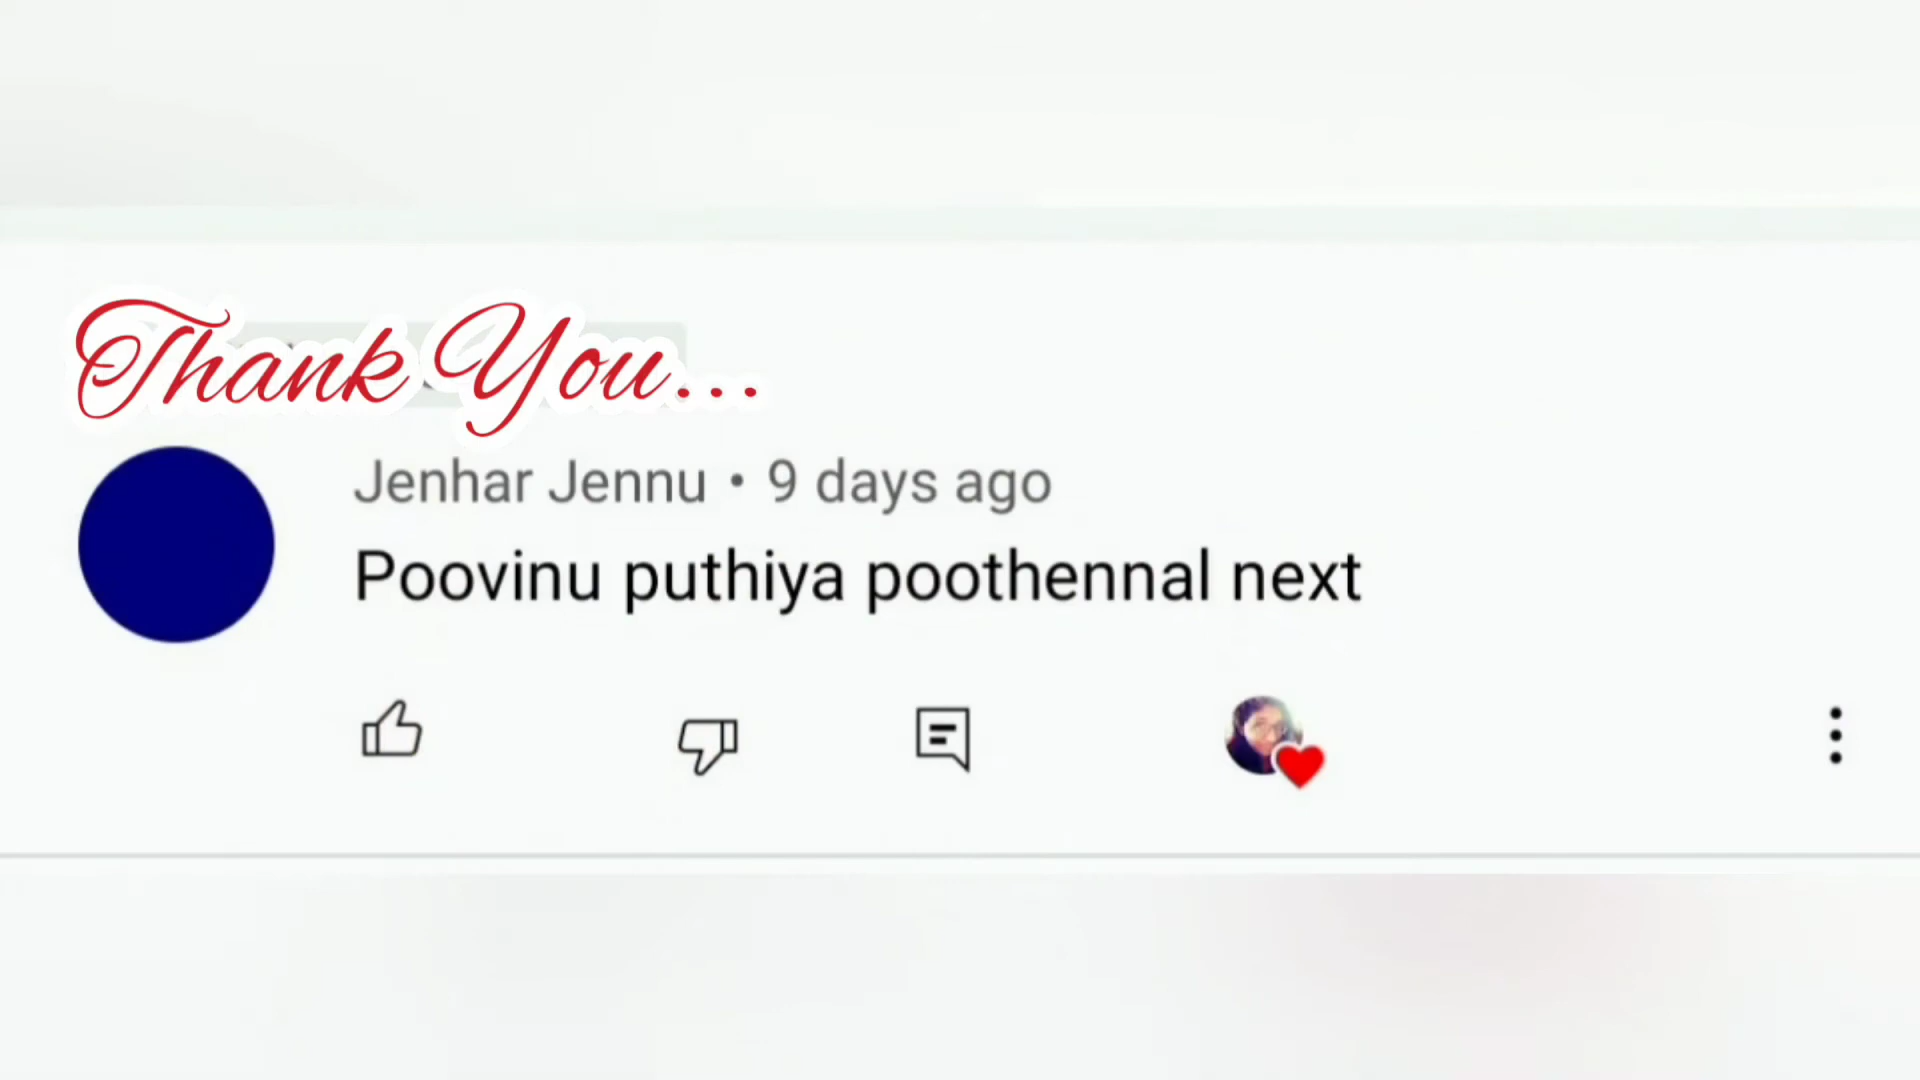 Thank You...
Jenhar Jennu • 9 days ago
Poovinu puthiya poothennal next